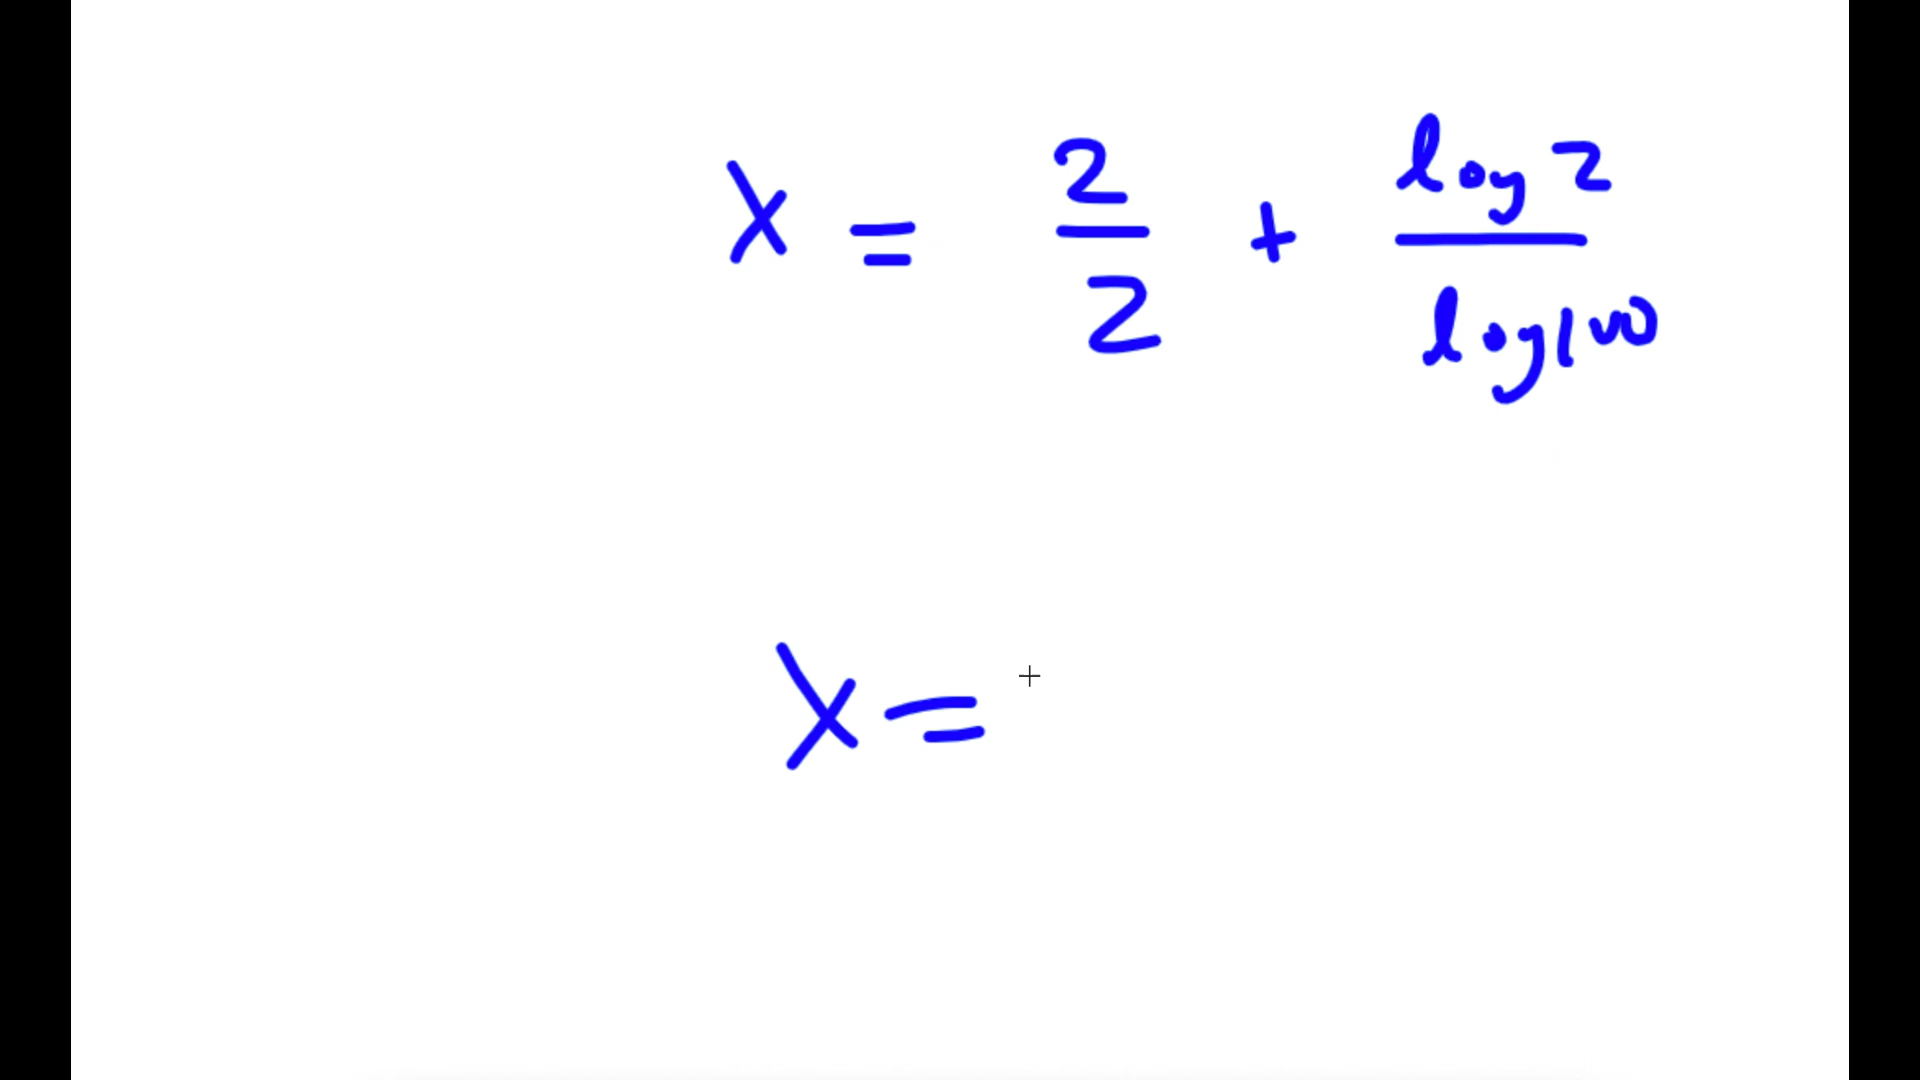 x = 2/2 + log 2/log 100
x =